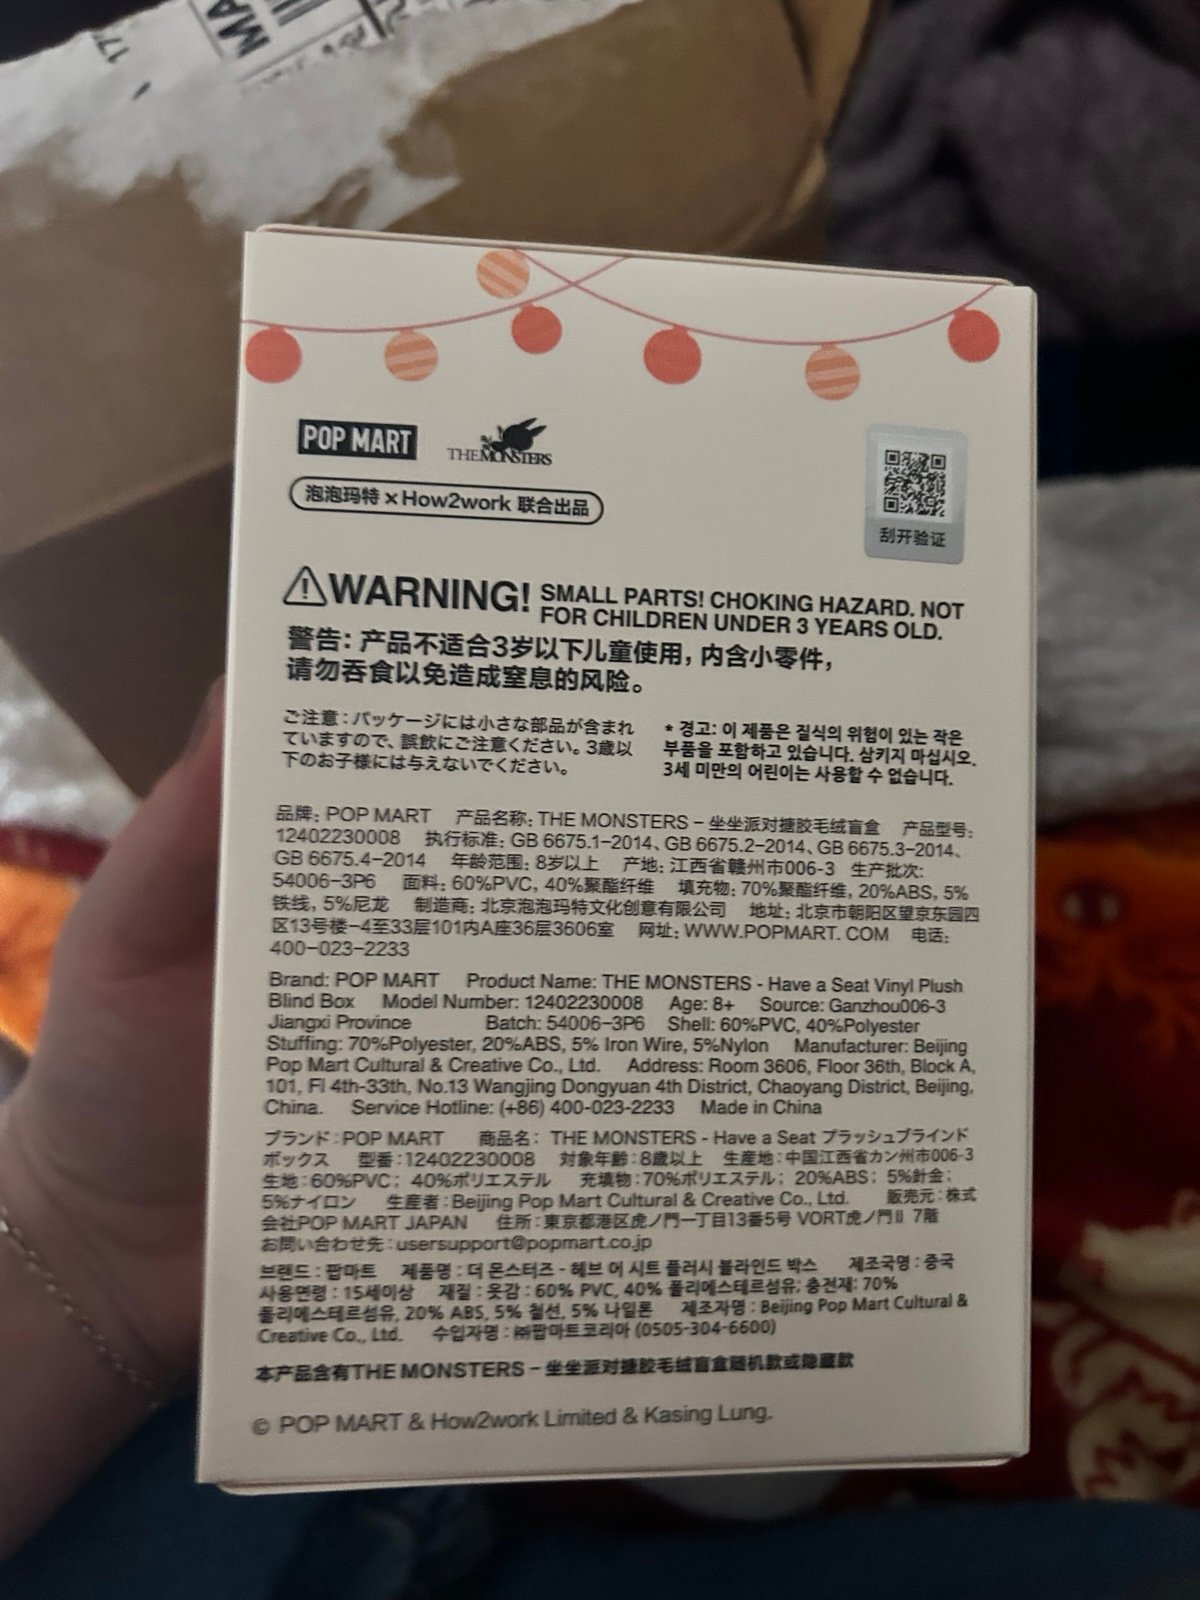 MA
17
POP MART
THE MONSTERS
泡泡玛特 × How2work 联合出品
刮开验证
WARNING! SMALL PARTS! CHOKING HAZARD. NOT
FOR CHILDREN UNDER 3 YEARS OLD.
警告：产品不适合3岁以下儿童使用，内含小零件，
请勿吞食以免造成窒息的风险。
ご注意：パッケージには小さな部品が含まれ
ていますので、誤飲にご注意ください。3歳以
下のお子様には与えないでください。
* 경고: 이 제품은 질식의 위험이 있는 작은
부품을 포함하고 있습니다. 삼키지 마십시오.
3세 미만의 어린이는 사용할 수 없습니다.
品牌：POP MART 产品名称：THE MONSTERS – 坐坐派对搪胶毛绒盲盒 产品型号：
12402230008 执行标准：GB 6675.1–2014、GB 6675.2–2014、GB 6675.3–2014、
GB 6675.4–2014 年龄范围：8岁以上 产地：江西省赣州市006-3 生产批次：
54006–3P6 面料：60%PVC，40%聚酯纤维 填充物：70%聚酯纤维，20%ABS，5%
铁线，5%尼龙 制造商：北京泡泡玛特文化创意有限公司 地址：北京市朝阳区望京东园四
区13号楼–4至33层101内A座36层3606室 网址：WWW.POPMART. COM 电话：
400–023–2233
Brand: POP MART Product Name: THE MONSTERS - Have a Seat Vinyl Plush
Blind Box Model Number: 12402230008 Age: 8+ Source: Ganzhou006-3
Jiangxi Province Batch: 54006–3P6 Shell: 60%PVC, 40%Polyester
Stuffing: 70%Polyester, 20%ABS, 5% Iron Wire, 5%Nylon Manufacturer: Beijing
Pop Mart Cultural & Creative Co., Ltd. Address: Room 3606, Floor 36th, Block A,
101, Fl 4th-33th, No.13 Wangjing Dongyuan 4th District, Chaoyang District, Beijing,
China. Service Hotline: (+86) 400-023-2233 Made in China
ブランド：POP MART 商品名： THE MONSTERS - Have a Seat プラッシュブラインド
ボックス 型番：12402230008 対象年齢：8歳以上 生産地：中国江西省カン州市006-3
生地：60%PVC； 40%ポリエステル 充填物：70%ポリエステル； 20%ABS； 5%針金；
5%ナイロン 生産者：Beijing Pop Mart Cultural & Creative Co., Ltd. 販売元：株式
会社POP MART JAPAN 住所：東京都港区虎ノ門一丁目13番5号 VORT虎ノ門Ⅱ 7階
お問い合わせ先：usersupport@popmart.co.jp
브랜드 : 팝마트 제품명 : 더 몬스터즈 - 헤브 어 시트 플러시 블라인드 박스 제조국명 : 중국
사용연령 : 15세이상 재질 : 옷감 : 60% PVC, 40% 폴리에스테르섬유; 충전재: 70%
폴리에스테르섬유, 20% ABS, 5% 철선, 5% 나일론 제조자명 : Beijing Pop Mart Cultural &
Creative Co., Ltd. 수입자명 : ㈜팝마트코리아 (0505-304-6600)
本产品含有THE MONSTERS – 坐坐派对搪胶毛绒盲盒随机款或隐藏款
© POP MART & How2work Limited & Kasing Lung.